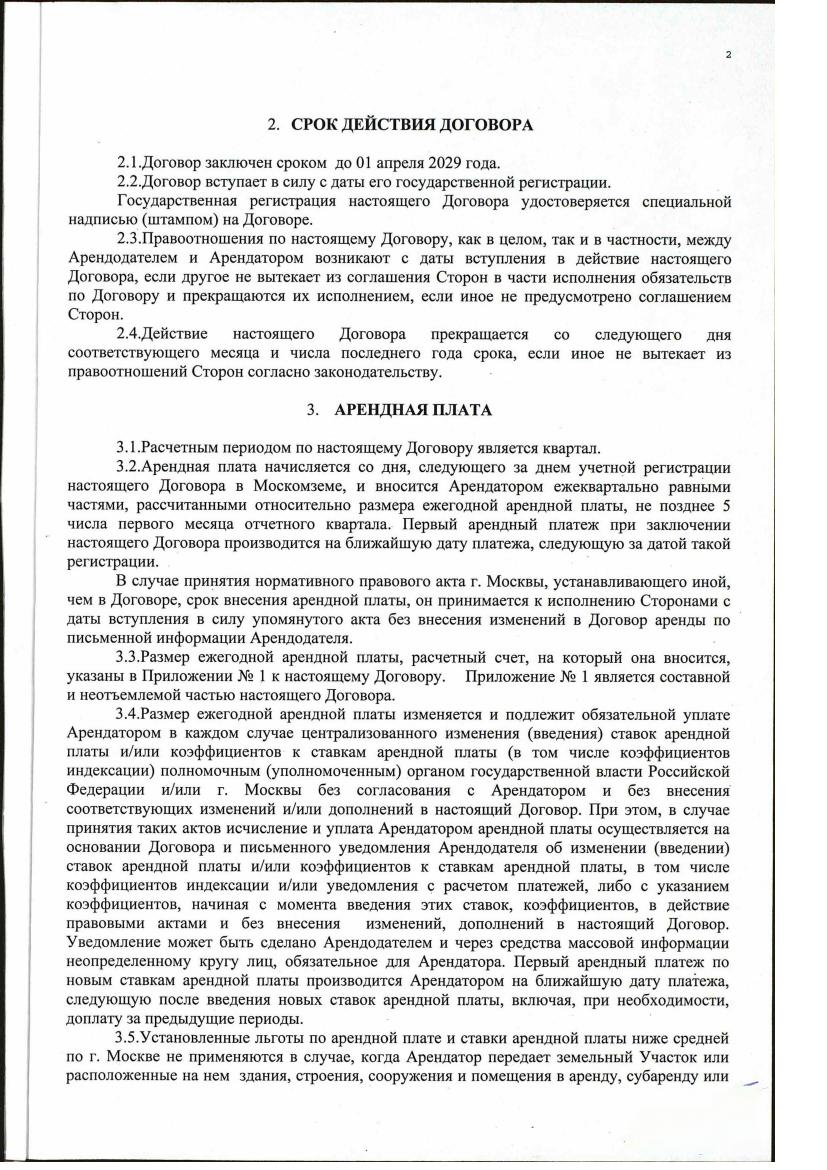 2
2. СРОК ДЕЙСТВИЯ ДОГОВОРА
2.1.Договор заключен сроком до 01 апреля 2029 года.
2.2.Договор вступает в силу с даты его государственной регистрации.
Государственная регистрация настоящего Договора удостоверяется специальной
надписью (штампом) на Договоре.
2.3.Правоотношения по настоящему Договору, как в целом, так и в частности, между
Арендодателем и Арендатором возникают с даты вступления в действие настоящего
Договора, если другое не вытекает из соглашения Сторон в части исполнения обязательств
по Договору и прекращаются их исполнением, если иное не предусмотрено соглашением
Сторон.
2.4.Действие настоящего Договора прекращается со следующего дня
соответствующего месяца и числа последнего года срока, если иное не вытекает из
правоотношений Сторон согласно законодательству.
3. АРЕНДНАЯ ПЛАТА
3.1.Расчетным периодом по настоящему Договору является квартал.
3.2.Арендная плата начисляется со дня, следующего за днем учетной регистрации
настоящего Договора в Москомземе, и вносится Арендатором ежеквартально равными
частями, рассчитанными относительно размера ежегодной арендной платы, не позднее 5
числа первого месяца отчетного квартала. Первый арендный платеж при заключении
настоящего Договора производится на ближайшую дату платежа, следующую за датой такой
регистрации.
В случае принятия нормативного правового акта г. Москвы, устанавливающего иной,
чем в Договоре, срок внесения арендной платы, он принимается к исполнению Сторонами с
даты вступления в силу упомянутого акта без внесения изменений в Договор аренды по
письменной информации Арендодателя.
3.3.Размер ежегодной арендной платы, расчетный счет, на который она вносится,
указаны в Приложении № 1 к настоящему Договору. Приложение № 1 является составной
и неотъемлемой частью настоящего Договора.
3.4.Размер ежегодной арендной платы изменяется и подлежит обязательной уплате
Арендатором в каждом случае централизованного изменения (введения) ставок арендной
платы и/или коэффициентов к ставкам арендной платы (в том числе коэффициентов
индексации) полномочным (уполномоченным) органом государственной власти Российской
Федерации и/или г. Москвы без согласования с Арендатором и без внесения
соответствующих изменений и/или дополнений в настоящий Договор. При этом, в случае
принятия таких актов исчисление и уплата Арендатором арендной платы осуществляется на
основании Договора и письменного уведомления Арендодателя об изменении (введении)
ставок арендной платы и/или коэффициентов к ставкам арендной платы, в том числе
коэффициентов индексации и/или уведомления с расчетом платежей, либо с указанием
коэффициентов, начиная с момента введения этих ставок, коэффициентов, в действие
правовыми актами и без внесения изменений, дополнений в настоящий Договор.
Уведомление может быть сделано Арендодателем и через средства массовой информации
неопределенному кругу лиц, обязательное для Арендатора. Первый арендный платеж по
новым ставкам арендной платы производится Арендатором на ближайшую дату платежа,
следующую после введения новых ставок арендной платы, включая, при необходимости,
доплату за предыдущие периоды.
3.5.Установленные льготы по арендной плате и ставки арендной платы ниже средней
по г. Москве не применяются в случае, когда Арендатор передает земельный Участок или
расположенные на нем здания, строения, сооружения и помещения в аренду, субаренду или